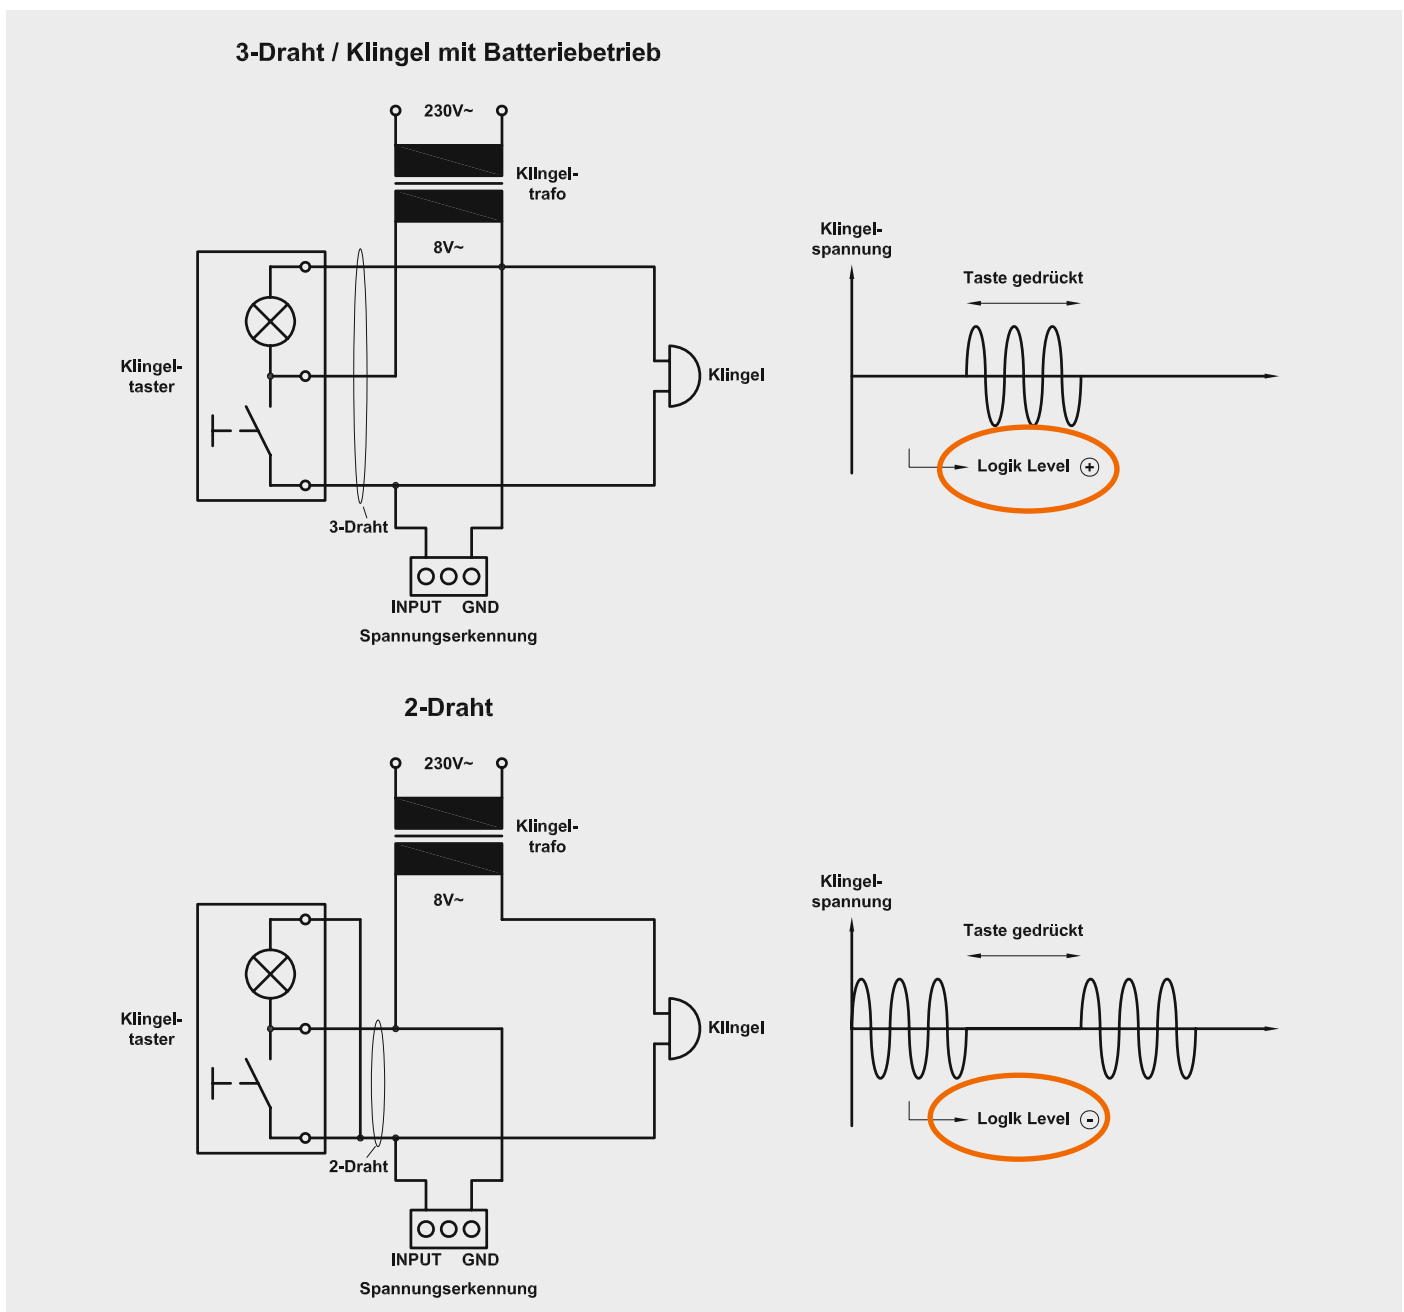 3-Draht / Klingel mit Batteriebetrieb
230V~
KlIngel-
trafo
8V~
Klingel-
spannung
Taste gedrückt
Klingel-
taster
Klingel
Logik Level +
3-Draht
INPUT GND
Spannungserkennung
2-Draht
230V~
Klingel-
trafo
8V~
Klingel-
spannung
Taste gedrückt
Klingel-
taster
KlIngel
LogIk Level -
2-Draht
INPUT GND
Spannungserkennung